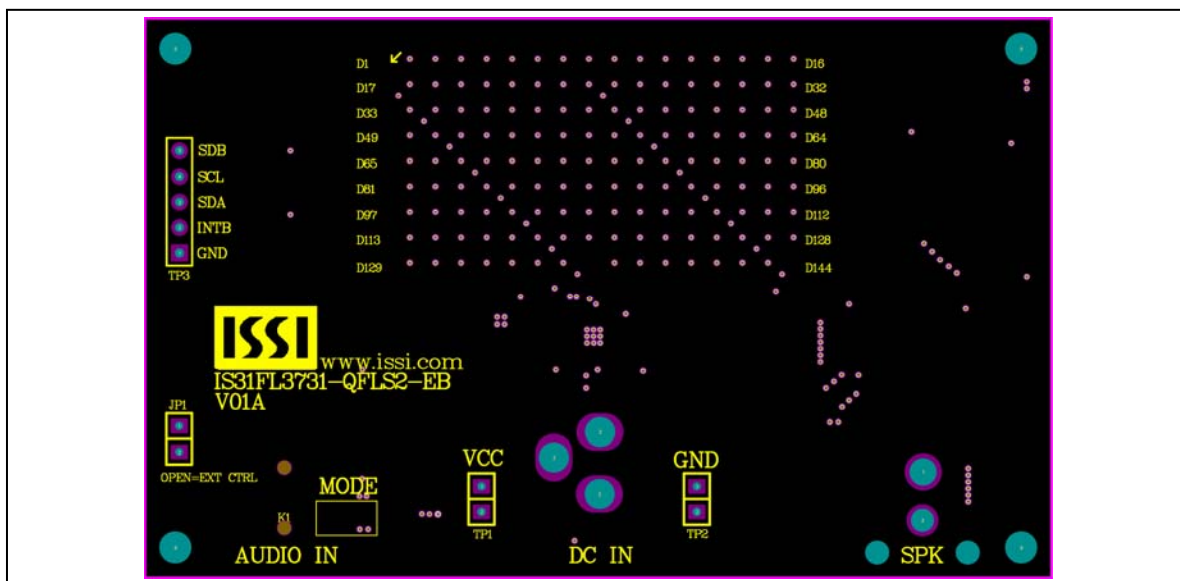 D1 D16
D17 D32
D33 D48
D49 D64
D65 D80
D81 D96
D97 D112
D113 D128
D129 D144
SDB
SCL
SDA
INTB
GND
TP3
ISSI
www.issi.com
IS31FL3731-QFLS2-EB
V01A
JP1
OPEN=EXT CTRL
VCC
GND
MODE
K1
TP1
TP2
AUDIO IN
DC IN
SPK